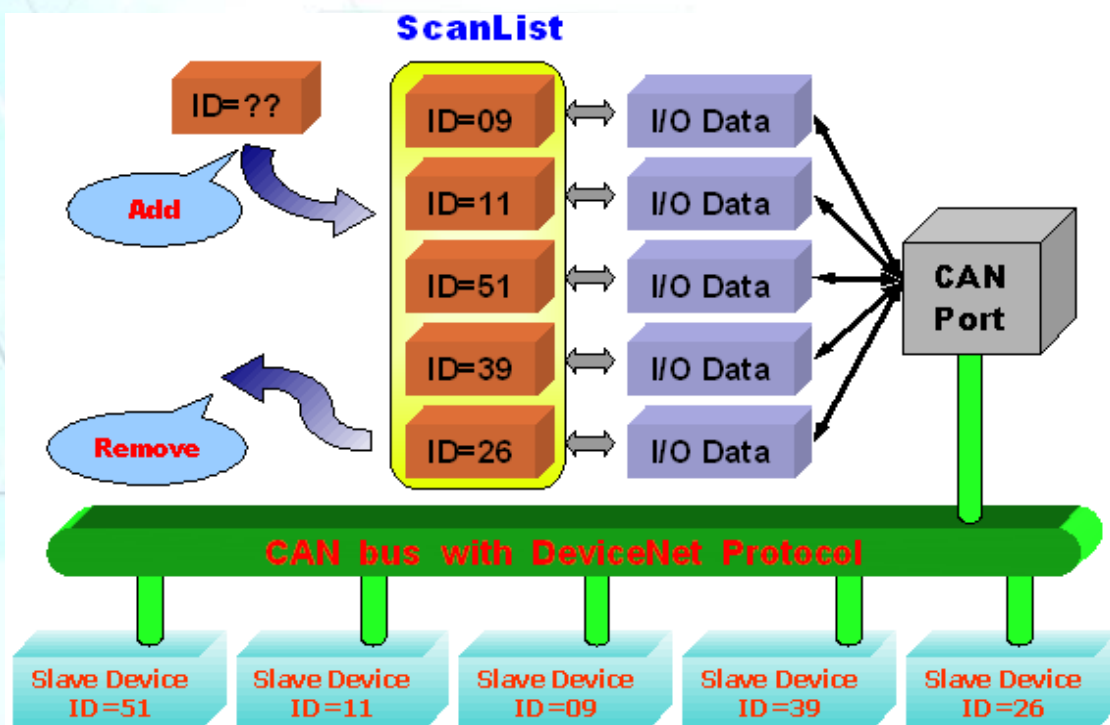 ScanList
ID=??
Add
Remove
ID=09
I/O Data
ID=11
I/O Data
ID=51
I/O Data
ID=39
I/O Data
ID=26
I/O Data
CAN
Port
CAN bus with DeviceNet Protocol
Slave Device
ID=51
Slave Device
ID=11
Slave Device
ID=09
Slave Device
ID=39
Slave Device
ID=26